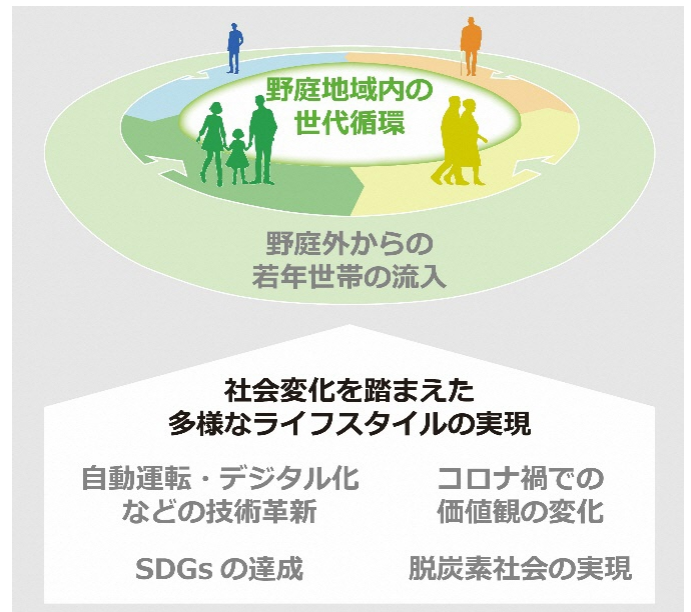 野庭地域内の
世代循環
野庭外からの
若年世帯の流入
社会変化を踏まえた
多様なライフスタイルの実現
自動運転・デジタル化
などの技術革新
コロナ禍での
価値観の変化
SDGs の達成
脱炭素社会の実現